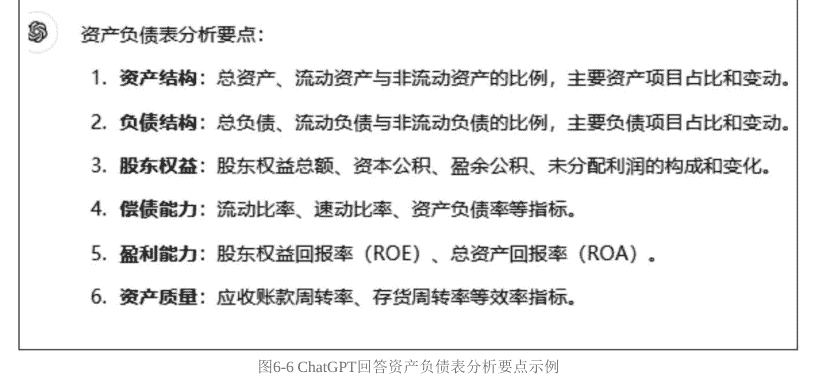 资产负债表分析要点：
1. 资产结构：总资产、流动资产与非流动资产的比例，主要资产项目占比和变动。
2. 负债结构：总负债、流动负债与非流动负债的比例，主要负债项目占比和变动。
3. 股东权益：股东权益总额、资本公积、盈余公积、未分配利润的构成和变化。
4. 偿债能力：流动比率、速动比率、资产负债率等指标。
5. 盈利能力：股东权益回报率（ROE）、总资产回报率（ROA）。
6. 资产质量：应收账款周转率、存货周转率等效率指标。
图6-6 ChatGPT回答资产负债表分析要点示例